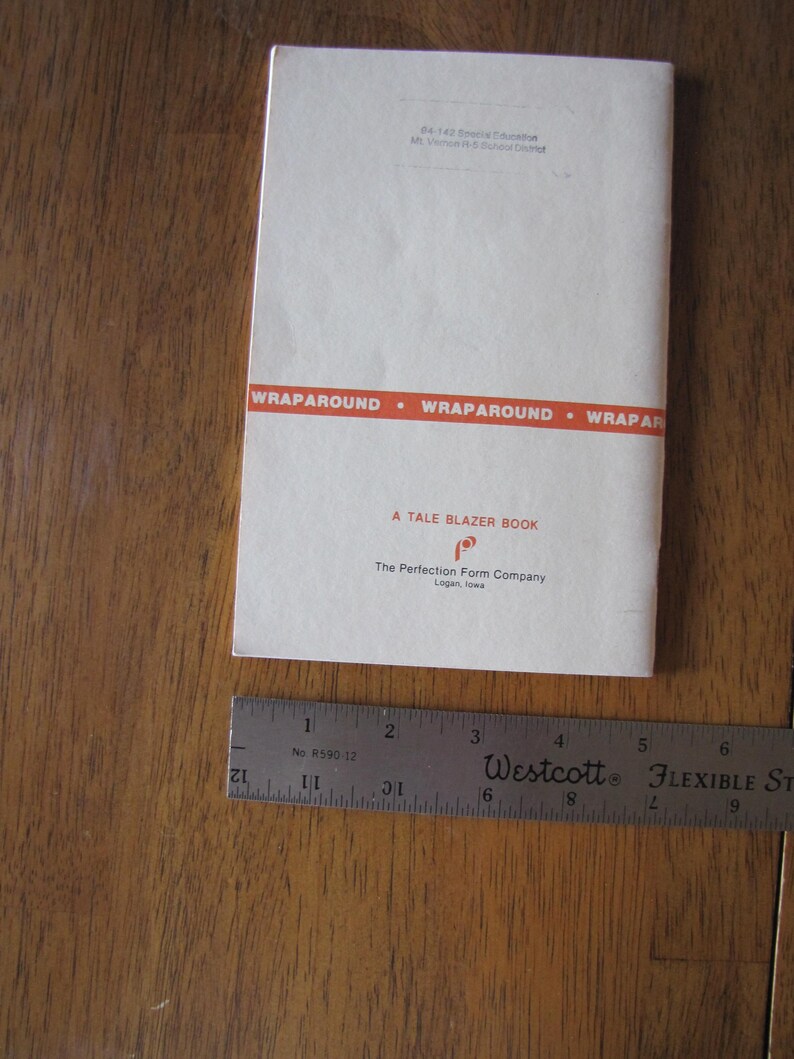 94-142 Special Education
Mt. Vernon R-5 School District
WRAPAROUND • WRAPAROUND • WRAPAR
A TALE BLAZER BOOK
The Perfection Form Company
Logan, Iowa
1 2 3 4 5 6
No. R590-12 Westcott® FLEXIBLE ST
12 11 10 9 8 7 6